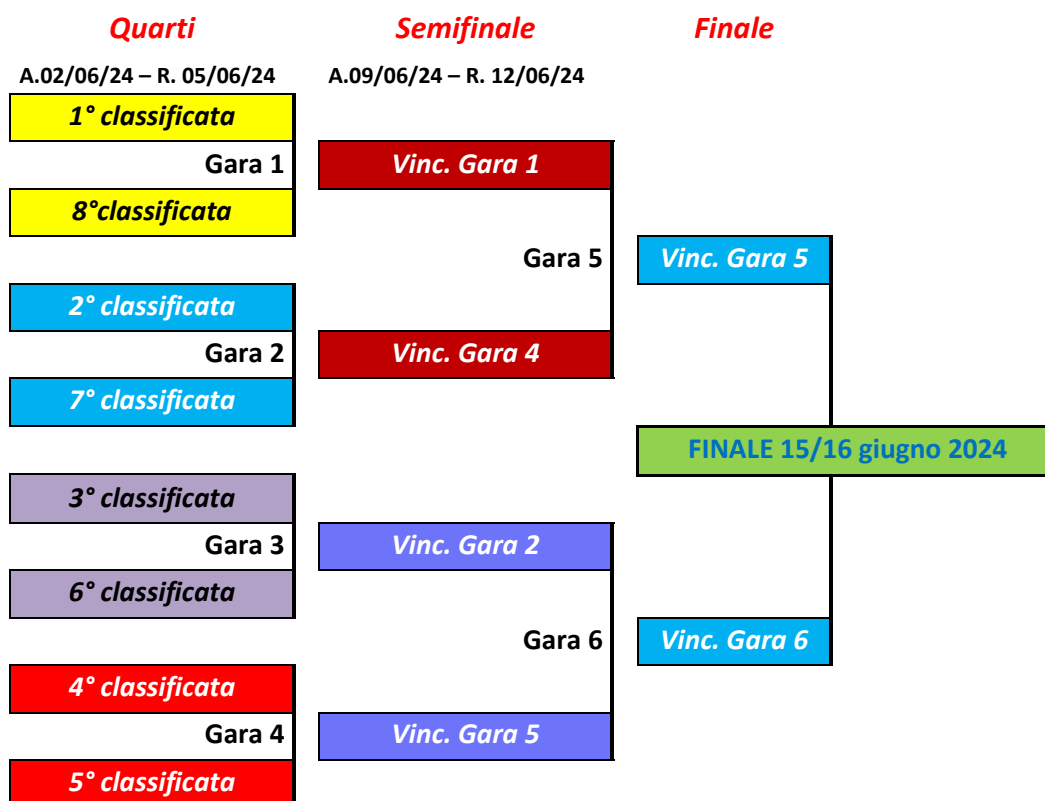 Quarti Semifinale Finale
A.02/06/24 – R. 05/06/24 A.09/06/24 – R. 12/06/24
1° classificata
Gara 1 Vinc. Gara 1
8°classificata
Gara 5 Vinc. Gara 5
2° classificata
Gara 2 Vinc. Gara 4
7° classificata
FINALE 15/16 giugno 2024
3° classificata
Gara 3 Vinc. Gara 2
6° classificata
Gara 6 Vinc. Gara 6
4° classificata
Gara 4 Vinc. Gara 5
5° classificata